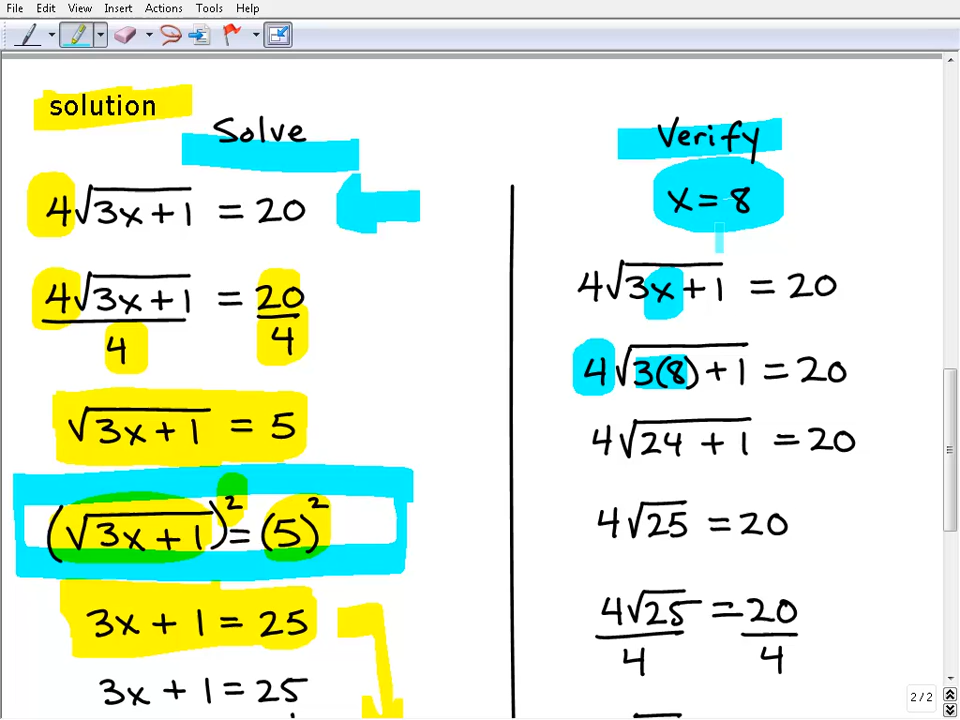 File Edit View Insert Actions Tools Help
solution
Solve
4√3x+1 = 20
4√3x+1 = 20
4 4
√3x+1 = 5
(√3x+1)² = (5)²
3x + 1 = 25
3x + 1 = 25
Verify
x = 8
4√3x+1 = 20
4√3(8)+1 = 20
4√24 + 1 = 20
4√25 = 20
4√25 = 20
4 4
2 / 2